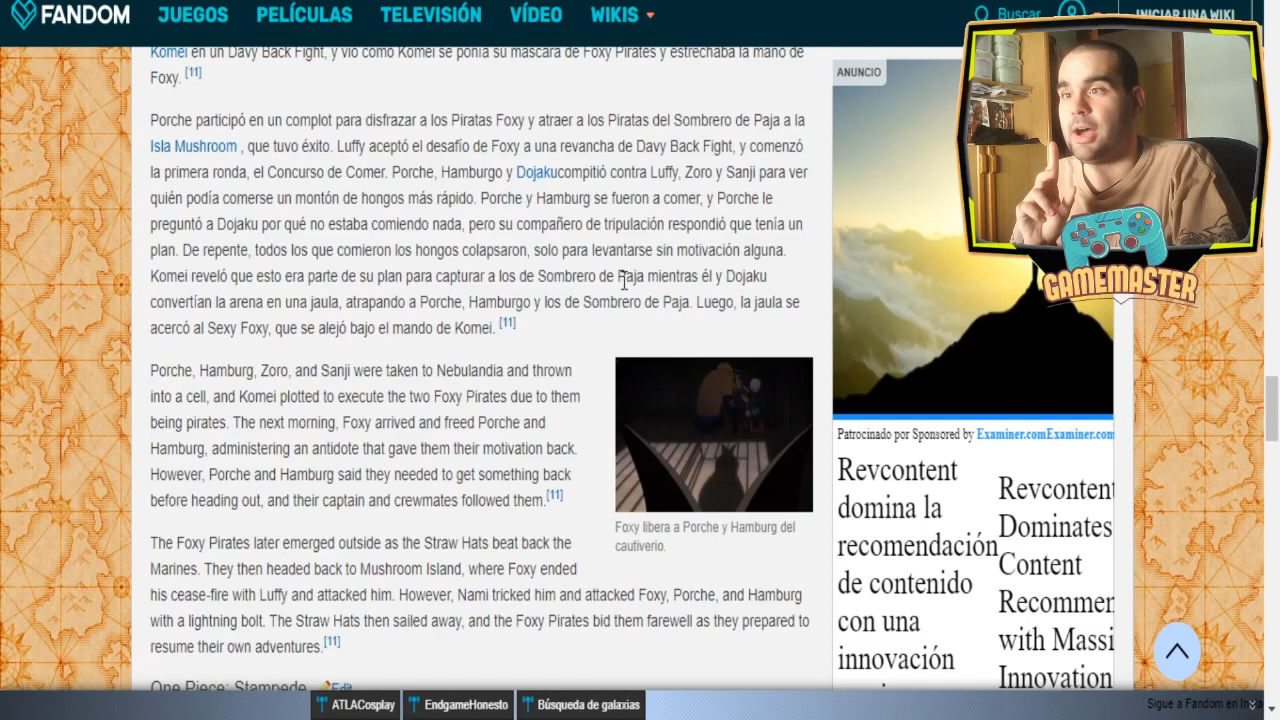 FANDOM JUEGOS PELÍCULAS TELEVISIÓN VÍDEO WIKIS Buscar INICIAR UNA WIKI
Komei en un Davy Back Fight, y vio como Komei se ponía su máscara de Foxy Pirates y estrechaba la mano de
Foxy. [11]
Porche participó en un complot para disfrazar a los Piratas Foxy y atraer a los Piratas del Sombrero de Paja a la
Isla Mushroom , que tuvo éxito. Luffy aceptó el desafío de Foxy a una revancha de Davy Back Fight, y comenzó
la primera ronda, el Concurso de Comer. Porche, Hamburgo y Dojakucompitió contra Luffy, Zoro y Sanji para ver
quién podía comerse un montón de hongos más rápido. Porche y Hamburg se fueron a comer, y Porche le
preguntó a Dojaku por qué no estaba comiendo nada, pero su compañero de tripulación respondió que tenía un
plan. De repente, todos los que comieron los hongos colapsaron, solo para levantarse sin motivación alguna.
Komei reveló que esto era parte de su plan para capturar a los de Sombrero de Paja mientras él y Dojaku
convertían la arena en una jaula, atrapando a Porche, Hamburgo y los de Sombrero de Paja. Luego, la jaula se
acercó al Sexy Foxy, que se alejó bajo el mando de Komei. [11]
Porche, Hamburg, Zoro, and Sanji were taken to Nebulandia and thrown
into a cell, and Komei plotted to execute the two Foxy Pirates due to them
being pirates. The next morning, Foxy arrived and freed Porche and
Hamburg, administering an antidote that gave them their motivation back.
However, Porche and Hamburg said they needed to get something back
before heading out, and their captain and crewmates followed them.[11]
Foxy libera a Porche y Hamburg del
cautiverio.
The Foxy Pirates later emerged outside as the Straw Hats beat back the
Marines. They then headed back to Mushroom Island, where Foxy ended
his cease-fire with Luffy and attacked him. However, Nami tricked him and attacked Foxy, Porche, and Hamburg
with a lightning bolt. The Straw Hats then sailed away, and the Foxy Pirates bid them farewell as they prepared to
resume their own adventures.[11]
One Piece: Stampede Edit
ANUNCIO
GAMEMASTER
Patrocinado por Sponsored by Examiner.comExaminer.com
Revcontent
domina la
recomendación
de contenido
con una
innovación
Revcontent
Dominates
Content
Recommen
with Massi
Innovation
ATLACosplay EndgameHonesto Búsqueda de galaxias
Sigue a Fandom en